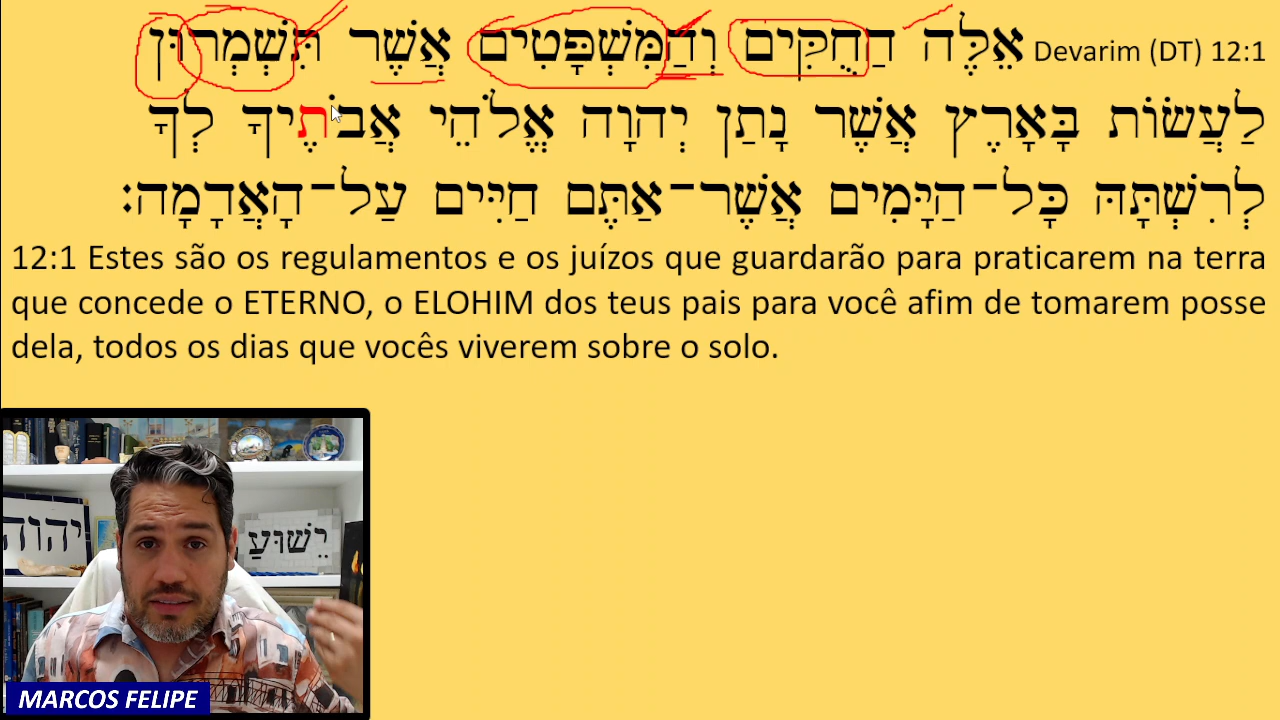 Devarim (DT) 12:1 אֵלֶּה הַחֻקִּים וְהַמִּשְׁפָּטִים אֲשֶׁר תִּשְׁמְרוּן
לַעֲשׂוֹת בָּאָרֶץ אֲשֶׁר נָתַן יְהוָה אֱלֹהֵי אֲבֹתֶיךָ לְךָ
לְרִשְׁתָּהּ כָּל־הַיָּמִים אֲשֶׁר־אַתֶּם חַיִּים עַל־הָאֲדָמָה׃
12:1 Estes são os regulamentos e os juízos que guardarão para praticarem na terra
que concede o ETERNO, o ELOHIM dos teus pais para você afim de tomarem posse
dela, todos os dias que vocês viverem sobre o solo.
יהוה
יֵשׁוּעַ
MARCOS FELIPE